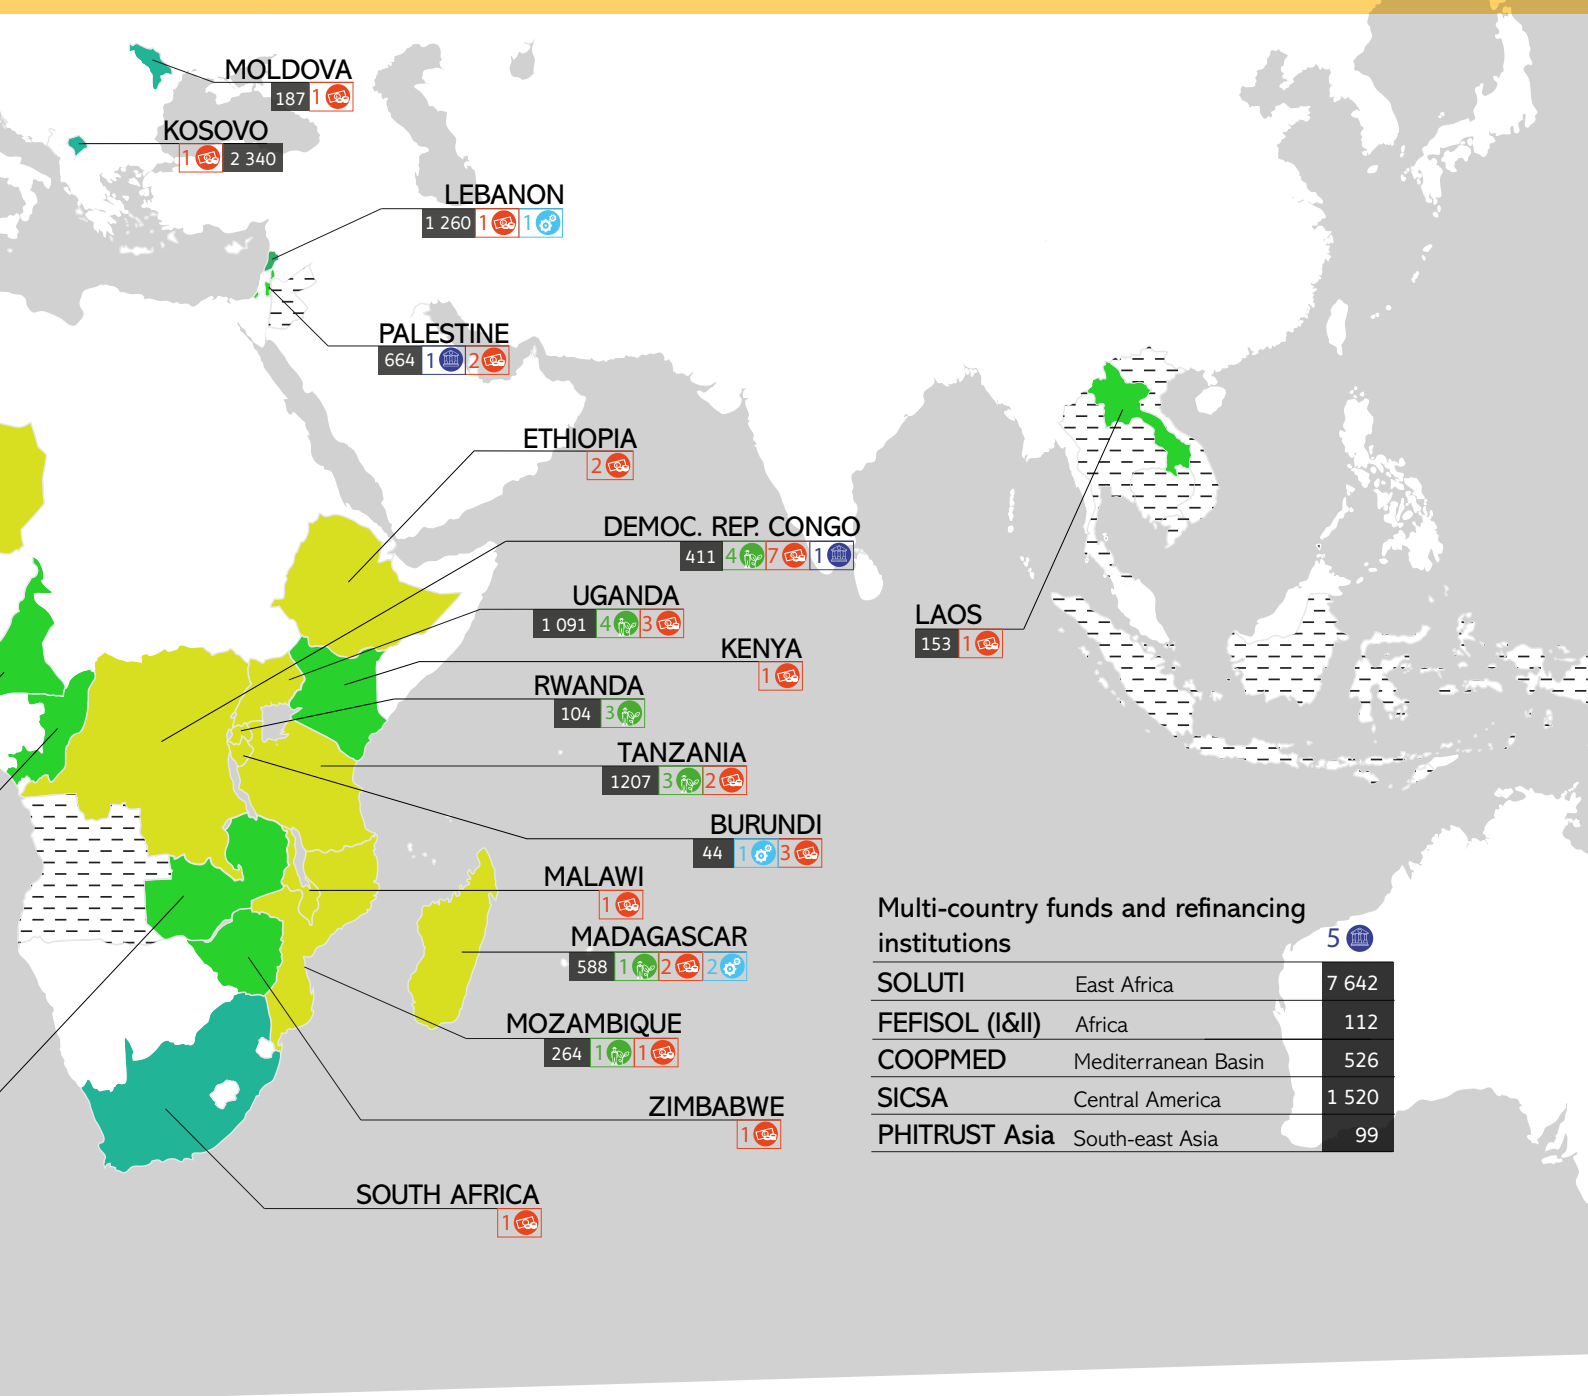 MOLDOVA
187 1
KOSOVO
1 2 340
LEBANON
1 260 1 1
PALESTINE
664 1 2
ETHIOPIA
2
DEMOC. REP. CONGO
411 4 7 1
UGANDA
1 091 4 3
KENYA
1
RWANDA
104 3
TANZANIA
1207 3 2
BURUNDI
44 1 3
MALAWI
1
MADAGASCAR
588 1 2 2
MOZAMBIQUE
264 1 1
ZIMBABWE
1
SOUTH AFRICA
1
LAOS
153 1
Multi-country funds and refinancing
institutions 5
SOLUTI East Africa 7 642
FEFISOL (I&II) Africa 112
COOPMED Mediterranean Basin 526
SICSA Central America 1 520
PHITRUST Asia South-east Asia 99